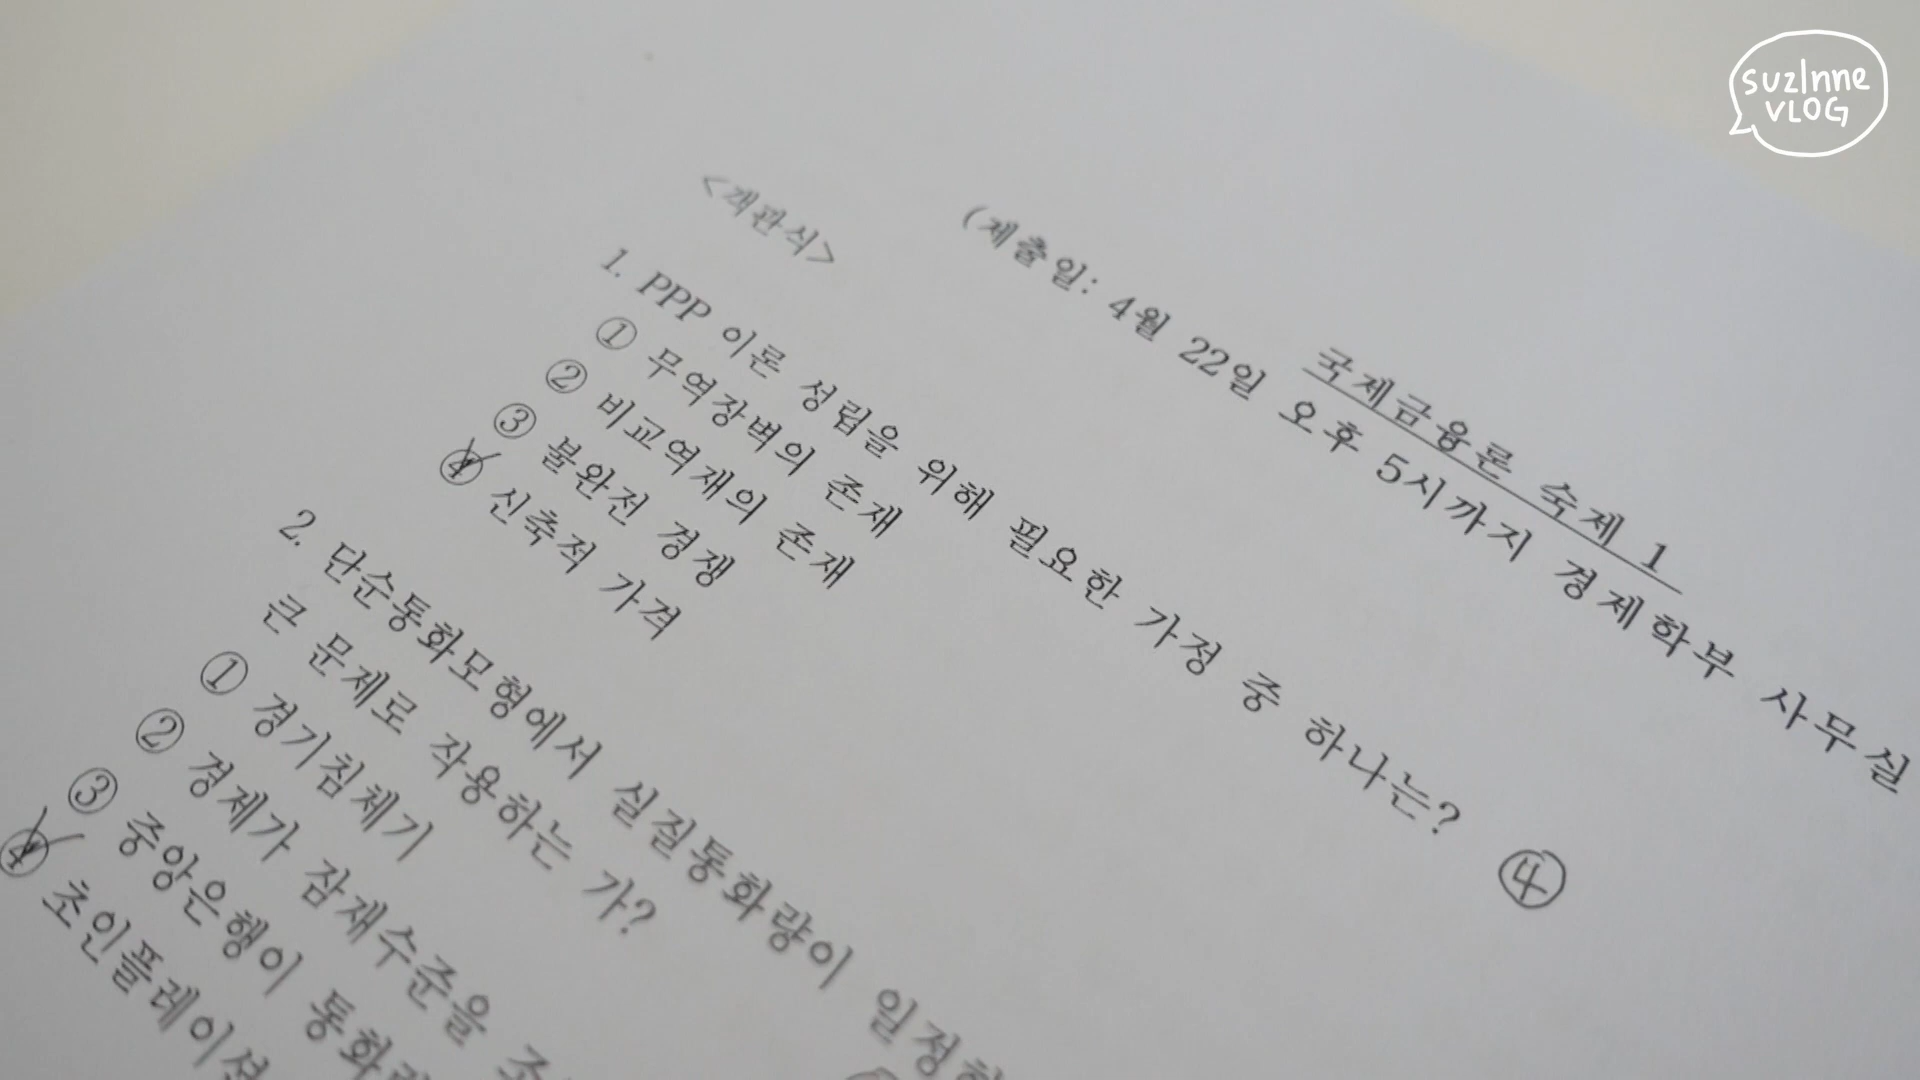 suzinne
VLOG
국제금융론 숙제 1
(제출일: 4월 22일 오후 5시까지 경제학부 사무실
<객관식>
1. PPP 이론 성립을 위해 필요한 가정 중 하나는? ④
① 무역장벽의 존재
② 비교역재의 존재
③ 불완전 경쟁
④ 신축적 가격
2. 단순통화모형에서 실질통화량이 일정하
큰 문제로 작용하는 가?
① 경기침체기
② 경제가 잠재수준을
③ 중앙은행이
④ 초인플레이션